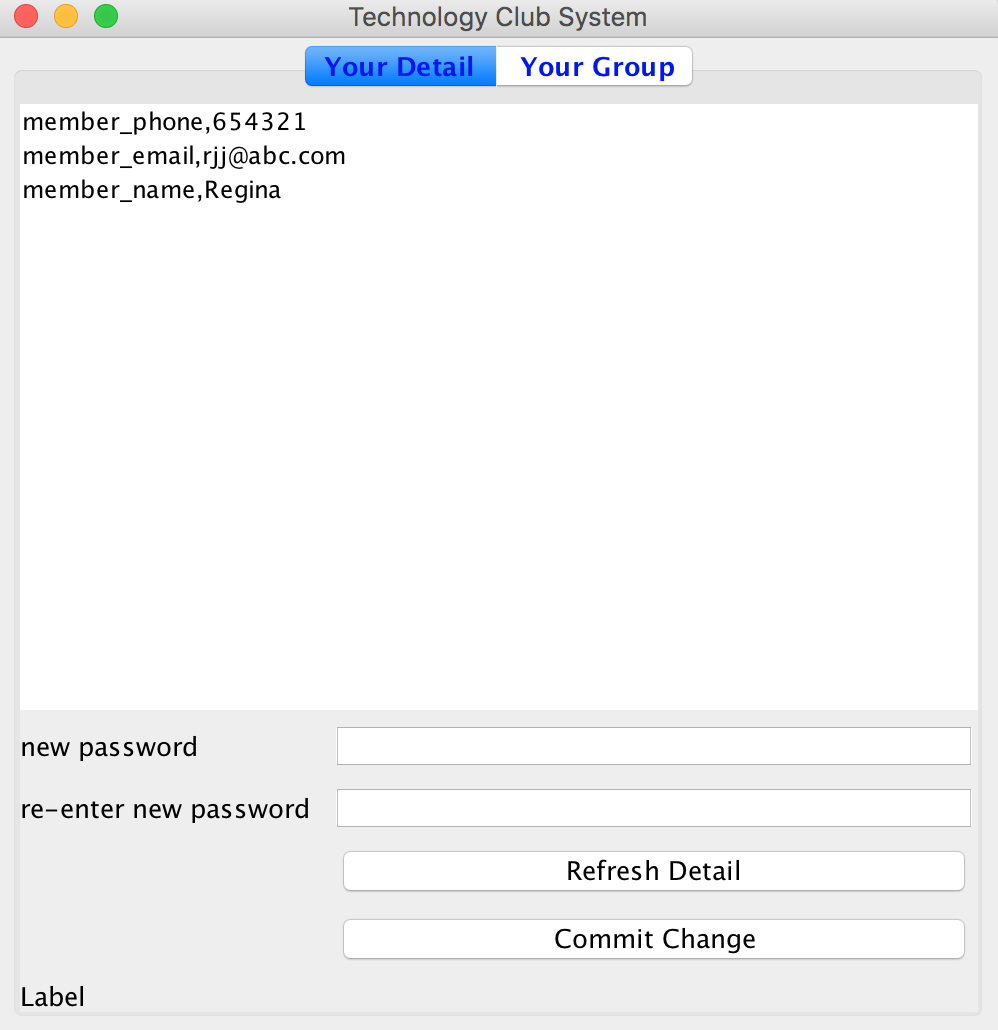 Technology Club System
Your Detail Your Group
member_phone,654321
member_email,rjj@abc.com
member_name,Regina
new password
re-enter new password
Refresh Detail
Commit Change
Label